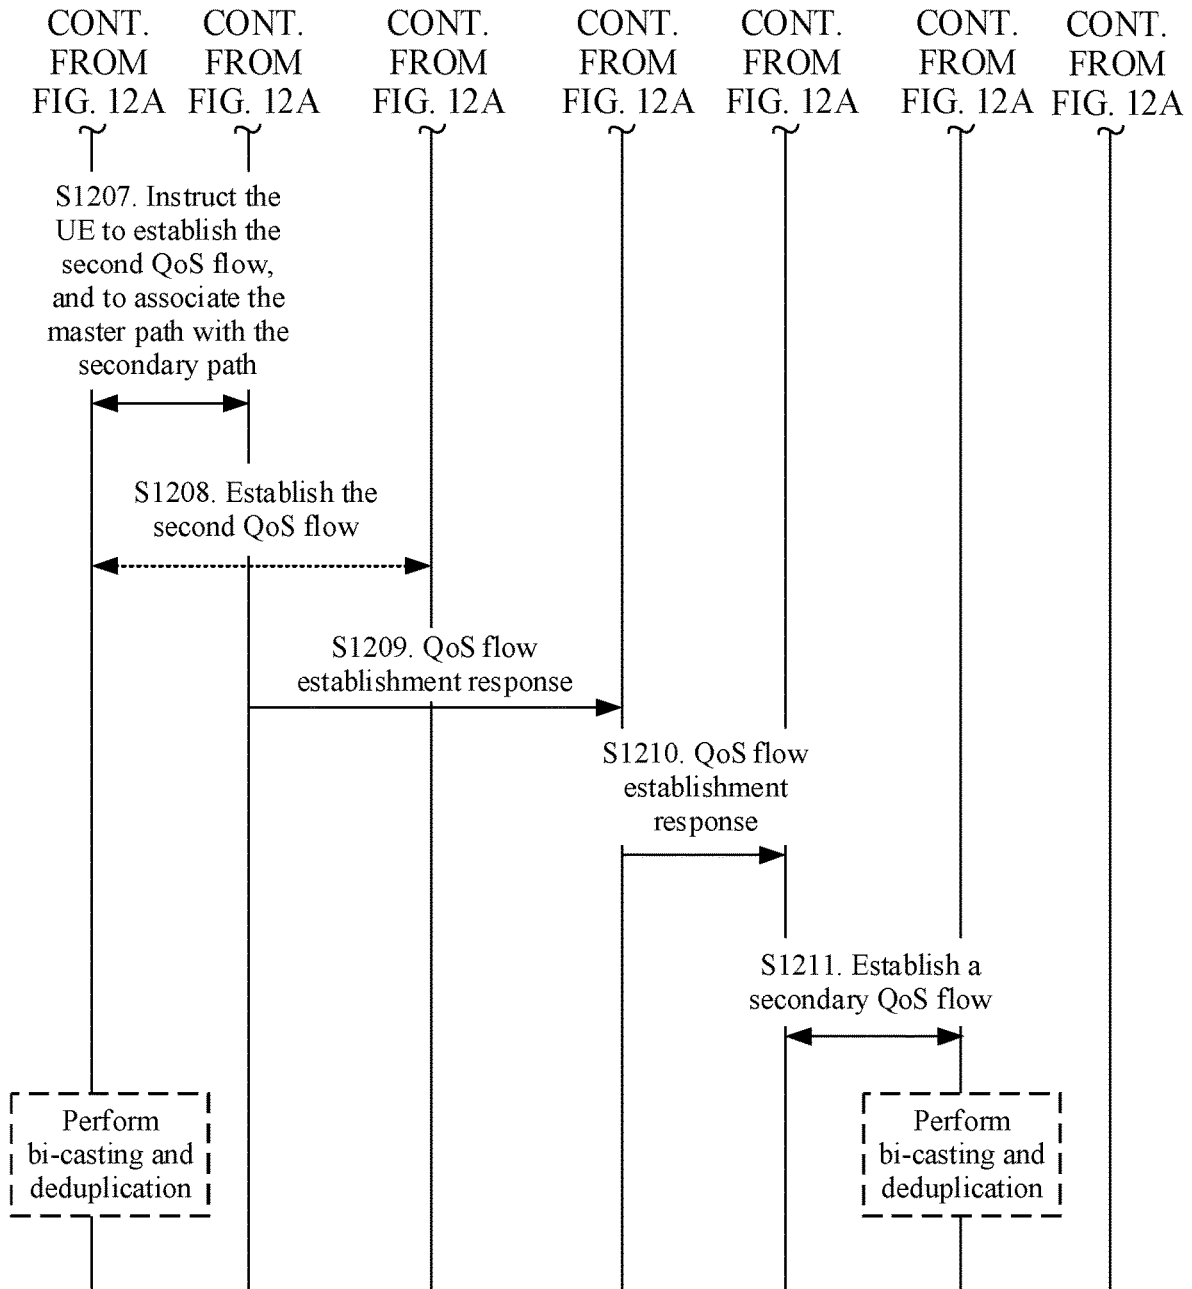 CONT. FROM FIG. 12A
CONT. FROM FIG. 12A
CONT. FROM FIG. 12A
CONT. FROM FIG. 12A
CONT. FROM FIG. 12A
CONT. FROM FIG. 12A
CONT. FROM FIG. 12A
S1207. Instruct the
UE to establish the
second QoS flow,
and to associate the
master path with the
secondary path
S1208. Establish the
second QoS flow
S1209. QoS flow
establishment response
S1210. QoS flow
establishment
response
S1211. Establish a
secondary QoS flow
Perform
bi-casting and
deduplication
Perform
bi-casting and
deduplication